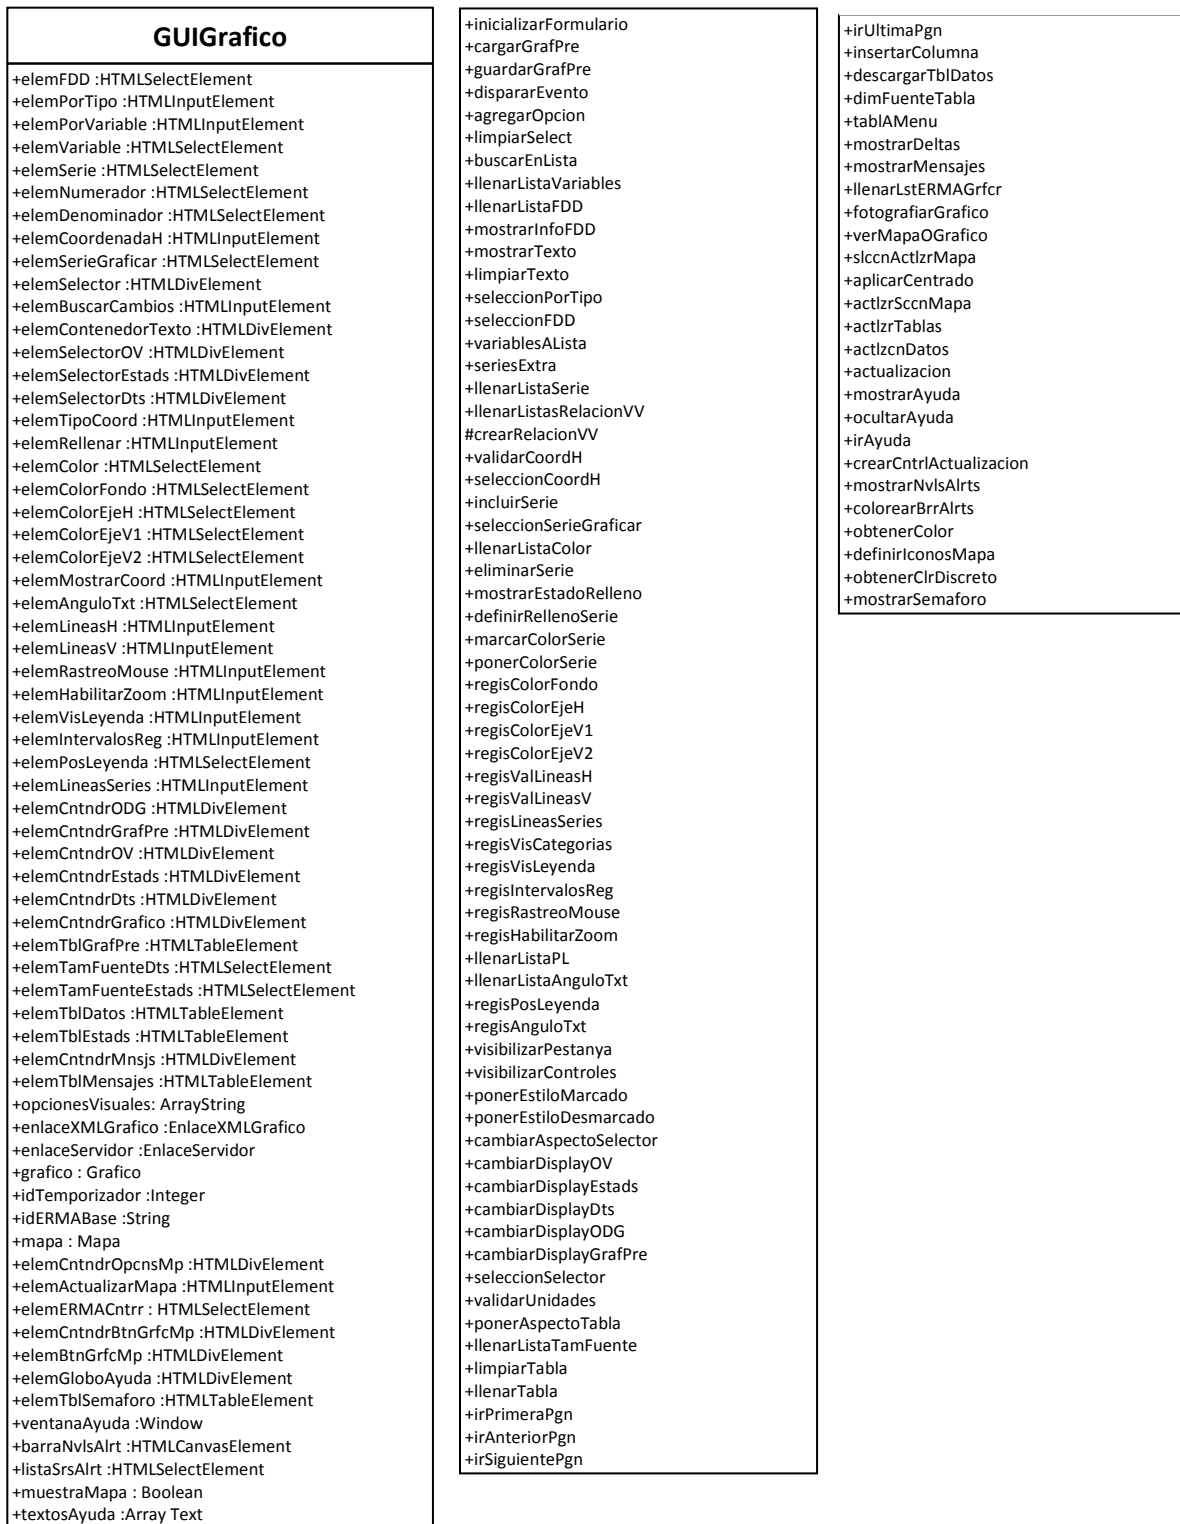 GUIGrafico
+elemFDD :HTMLSelectElement
+elemPorTipo :HTMLInputElement
+elemPorVariable :HTMLInputElement
+elemVariable :HTMLSelectElement
+elemSerie :HTMLSelectElement
+elemNumerador :HTMLSelectElement
+elemDenominador :HTMLSelectElement
+elemCoordenadaH :HTMLInputElement
+elemSerieGraficar :HTMLSelectElement
+elemSelector :HTMLDivElement
+elemBuscarCambios :HTMLInputElement
+elemContenedorTexto :HTMLDivElement
+elemSelectorOV :HTMLDivElement
+elemSelectorEstads :HTMLDivElement
+elemSelectorDts :HTMLDivElement
+elemTipoCoord :HTMLInputElement
+elemRellenar :HTMLInputElement
+elemColor :HTMLSelectElement
+elemColorFondo :HTMLSelectElement
+elemColorEjeH :HTMLSelectElement
+elemColorEjeV1 :HTMLSelectElement
+elemColorEjeV2 :HTMLSelectElement
+elemMostrarCoord :HTMLInputElement
+elemAnguloTxt :HTMLSelectElement
+elemLineasH :HTMLInputElement
+elemLineasV :HTMLInputElement
+elemRastreoMouse :HTMLInputElement
+elemHabilitarZoom :HTMLInputElement
+elemVisLeyenda :HTMLInputElement
+elemIntervalosReg :HTMLInputElement
+elemPosLeyenda :HTMLSelectElement
+elemLineasSeries :HTMLInputElement
+elemCntndrODG :HTMLDivElement
+elemCntndrGrafPre :HTMLDivElement
+elemCntndrOV :HTMLDivElement
+elemCntndrEstads :HTMLDivElement
+elemCntndrDts :HTMLDivElement
+elemCntndrGrafico :HTMLDivElement
+elemTblGrafPre :HTMLTableElement
+elemTamFuenteDts :HTMLSelectElement
+elemTamFuenteEstads :HTMLSelectElement
+elemTblDatos :HTMLTableElement
+elemTblEstads :HTMLTableElement
+elemCntndrMnsjs :HTMLDivElement
+elemTblMensajes :HTMLTableElement
+opcionesVisuales: ArrayString
+enlaceXMLGrafico :EnlaceXMLGrafico
+enlaceServidor :EnlaceServidor
+grafico : Grafico
+idTemporizador :Integer
+idERMABase :String
+mapa : Mapa
+elemCntndrOpcnsMp :HTMLDivElement
+elemActualizarMapa :HTMLInputElement
+elemERMACntrr : HTMLSelectElement
+elemCntndrBtnGrfcMp :HTMLDivElement
+elemBtnGrfcMp :HTMLDivElement
+elemGloboAyuda :HTMLDivElement
+elemTblSemaforo :HTMLTableElement
+ventanaAyuda :Window
+barraNvlsAlrt :HTMLCanvasElement
+listaSrsAlrt :HTMLSelectElement
+muestraMapa : Boolean
+textosAyuda :Array Text
+inicializarFormulario
+cargarGrafPre
+guardarGrafPre
+dispararEvento
+agregarOpcion
+limpiarSelect
+buscarEnLista
+llenarListaVariables
+llenarListaFDD
+mostrarInfoFDD
+mostrarTexto
+limpiarTexto
+seleccionPorTipo
+seleccionFDD
+variablesALista
+seriesExtra
+llenarListaSerie
+llenarListasRelacionVV
#crearRelacionVV
+validarCoordH
+seleccionCoordH
+incluirSerie
+seleccionSerieGraficar
+llenarListaColor
+eliminarSerie
+mostrarEstadoRelleno
+definirRellenoSerie
+marcarColorSerie
+ponerColorSerie
+regisColorFondo
+regisColorEjeH
+regisColorEjeV1
+regisColorEjeV2
+regisValLineasH
+regisValLineasV
+regisLineasSeries
+regisVisCategorias
+regisVisLeyenda
+regisIntervalosReg
+regisRastreoMouse
+regisHabilitarZoom
+llenarListaPL
+llenarListaAnguloTxt
+regisPosLeyenda
+regisAnguloTxt
+visibilizarPestanya
+visibilizarControles
+ponerEstiloMarcado
+ponerEstiloDesmarcado
+cambiarAspectoSelector
+cambiarDisplayOV
+cambiarDisplayEstads
+cambiarDisplayDts
+cambiarDisplayODG
+cambiarDisplayGrafPre
+seleccionSelector
+validarUnidades
+ponerAspectoTabla
+llenarListaTamFuente
+limpiarTabla
+llenarTabla
+irPrimeraPgn
+irAnteriorPgn
+irSiguientePgn
+irUltimaPgn
+insertarColumna
+descargarTblDatos
+dimFuenteTabla
+tablAMenu
+mostrarDeltas
+mostrarMensajes
+llenarLstERMAGrfcr
+fotografiarGrafico
+verMapaOGrafico
+slccnActlzrMapa
+aplicarCentrado
+actlzrSccnMapa
+actlzrTablas
+actlzcnDatos
+actualizacion
+mostrarAyuda
+ocultarAyuda
+irAyuda
+crearCntrlActualizacion
+mostrarNvlsAlrts
+colorearBrrAlrts
+obtenerColor
+definirIconosMapa
+obtenerClrDiscreto
+mostrarSemaforo